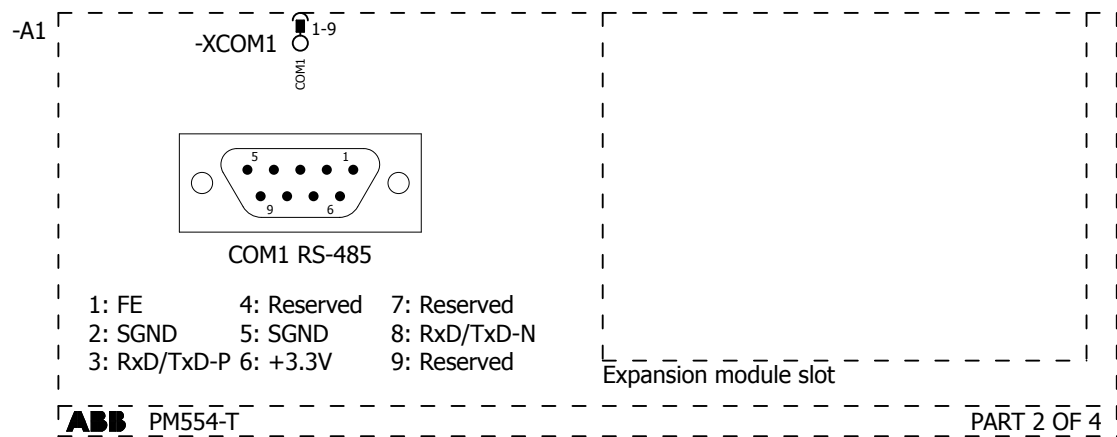 -A1
1-9
-XCOM1
COM1
5 1
9 6
COM1 RS-485
1: FE 4: Reserved 7: Reserved
2: SGND 5: SGND 8: RxD/TxD-N
3: RxD/TxD-P 6: +3.3V 9: Reserved
Expansion module slot
ABB PM554-T PART 2 OF 4